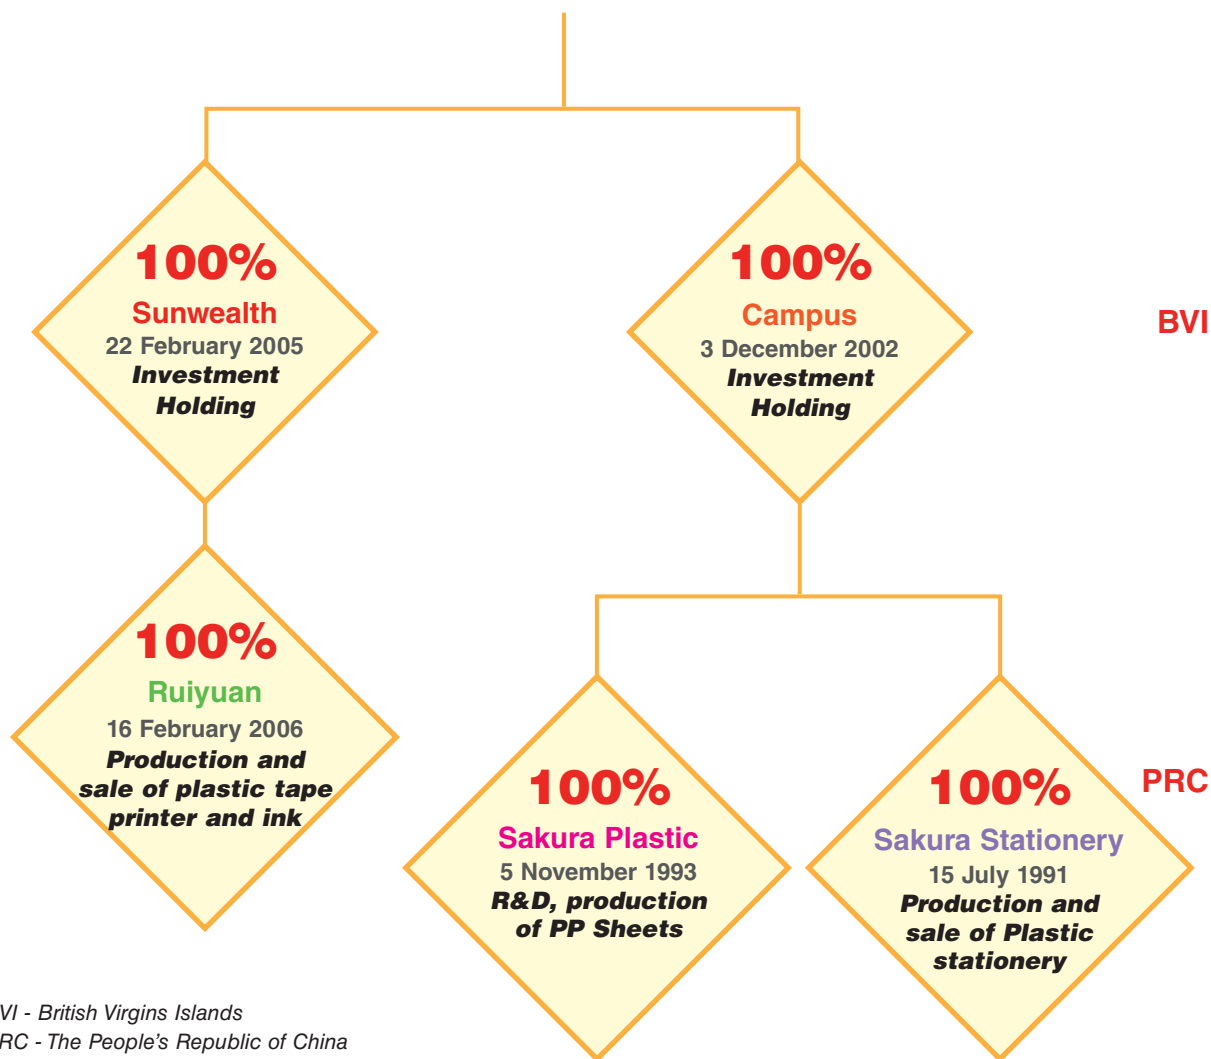 100%
Sunwealth
22 February 2005
Investment
Holding
100%
Campus
3 December 2002
Investment
Holding
BVI
100%
Ruiyuan
16 February 2006
Production and
sale of plastic tape
printer and ink
100%
Sakura Plastic
5 November 1993
R&D, production
of PP Sheets
100%
Sakura Stationery
15 July 1991
Production and
sale of Plastic
stationery
PRC
VI - British Virgins Islands
RC - The People's Republic of China